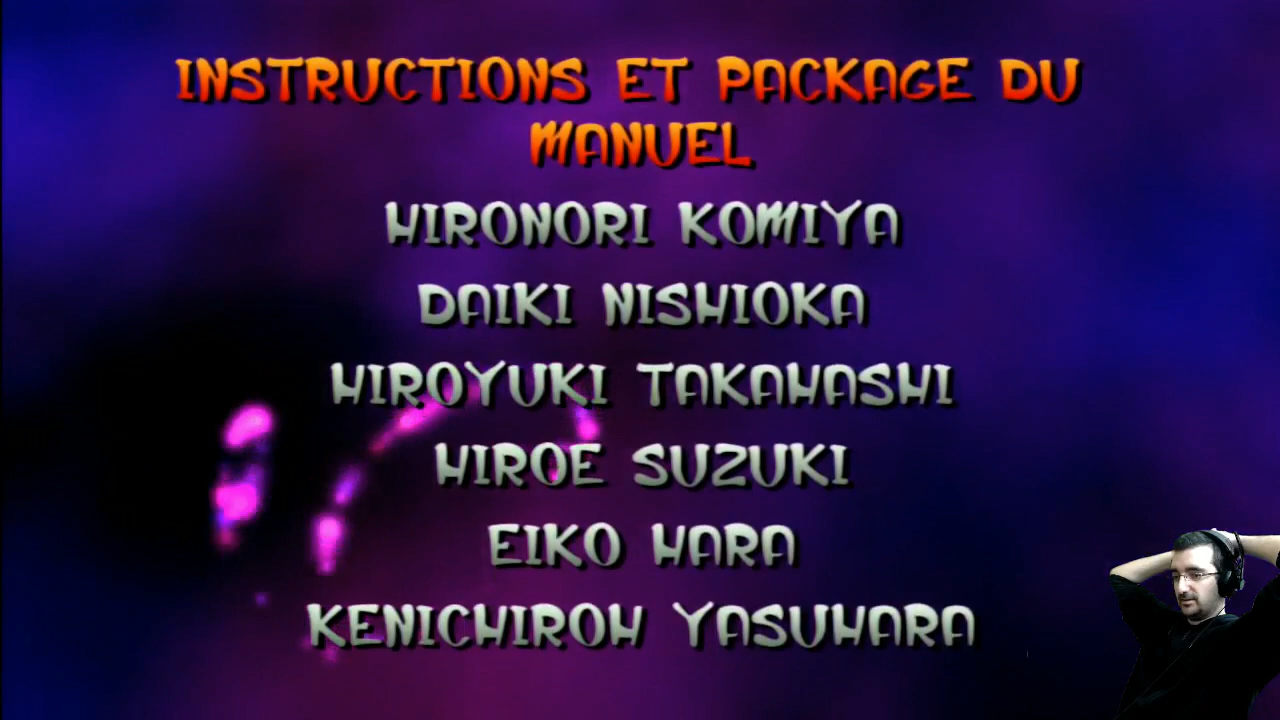 INSTRUCTIONS ET PACKAGE DU
MANUEL
HIRONORI KOMIYA
DAIKI NISHIOKA
HIROYUKI TAKAHASHI
HIROE SUZUKI
EIKO HARA
KENICHIROH YASUHARA